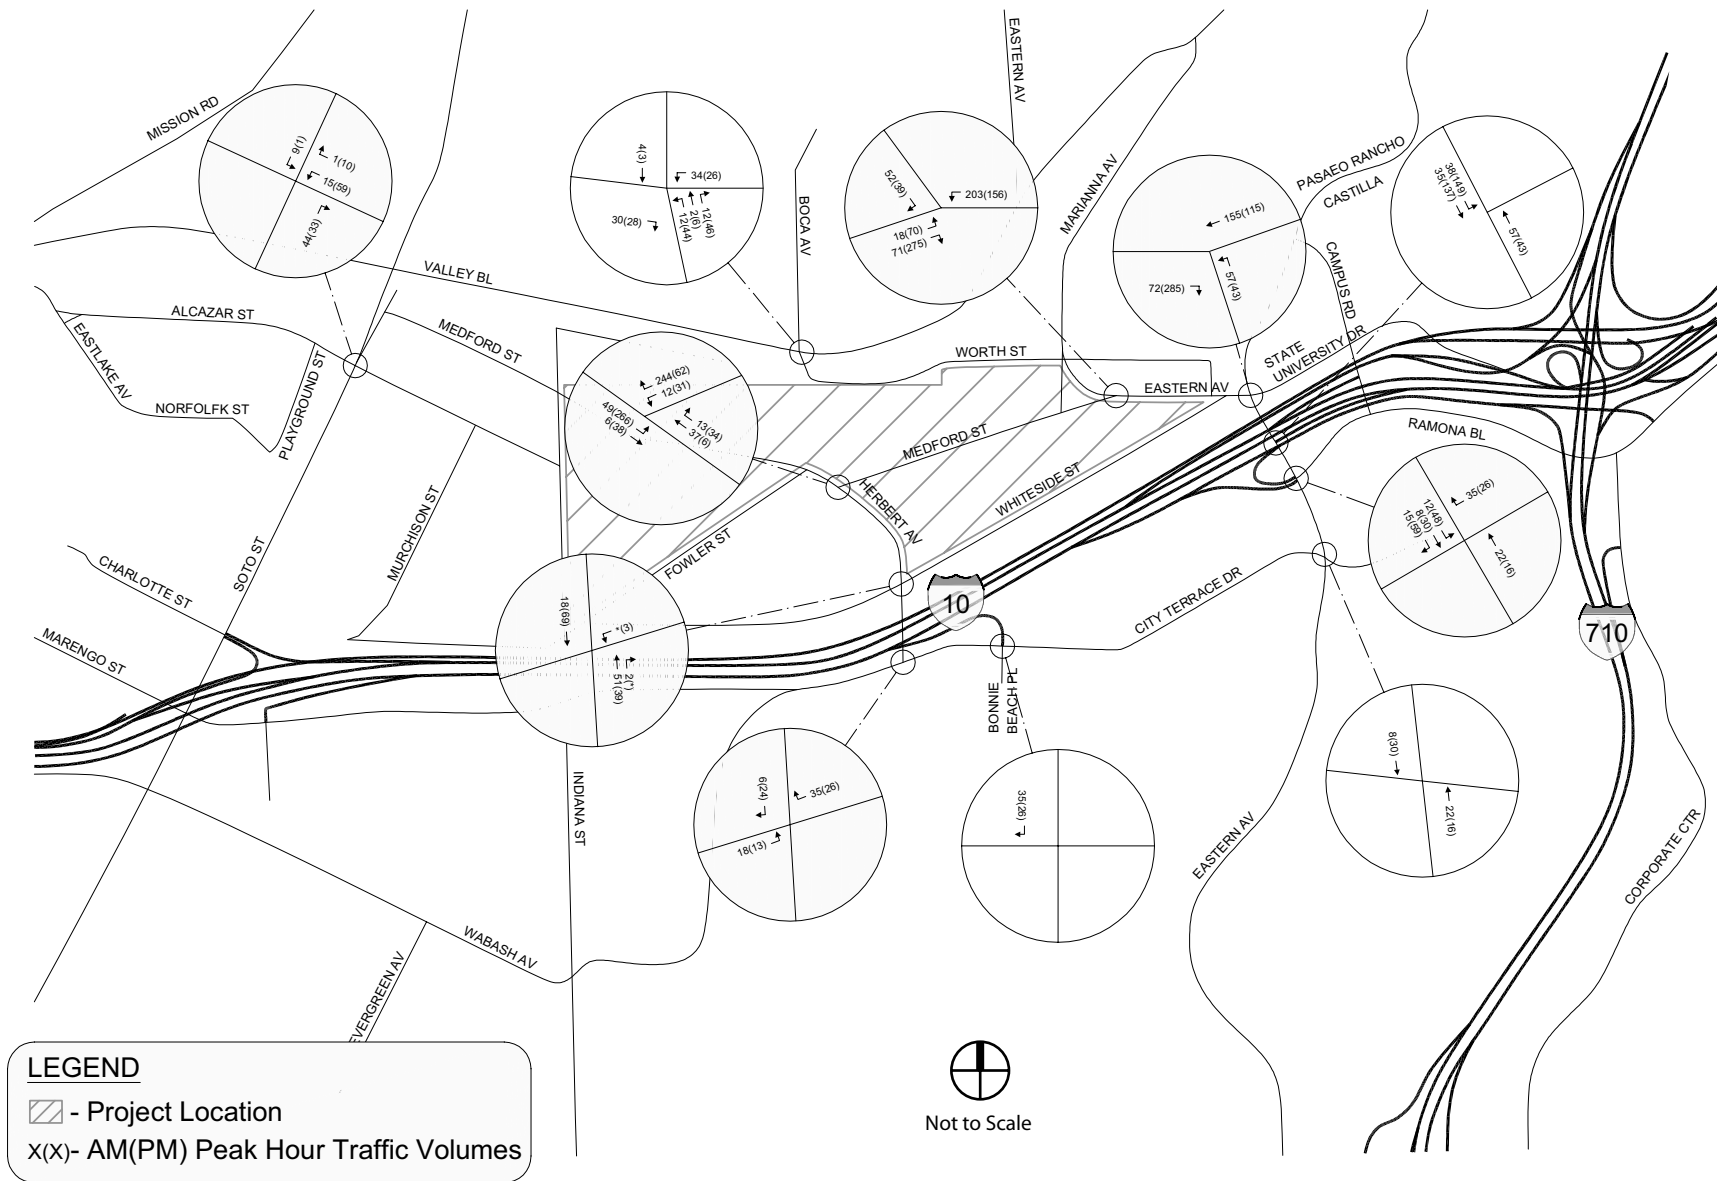 MISSION RD
EASTERN AV
BOCA AV
MARIANNA AV
PASAEO RANCHO
CASTILLA
CAMPUS RD
9(1)
1(10)
15(59)
44(33)
4(3)
34(26)
30(28)
12(46)
2(6)
12(44)
52(39)
203(156)
18(70)
71(275)
155(115)
72(285)
57(43)
38(149)
35(137)
57(43)
VALLEY BL
ALCAZAR ST
EASTLAKE AV
NORFOLFK ST
PLAYGROUND ST
MEDFORD ST
WORTH ST
EASTERN AV
STATE
UNIVERSITY DR
RAMONA BL
244(62)
12(31)
49(266)
6(38)
13(34)
37(6)
MEDFORD ST
HERBERT AV
WHITESIDE ST
FOWLER ST
MURCHISON ST
SOTO ST
CHARLOTTE ST
MARENGO ST
35(26)
12(48)
8(30)
15(59)
22(16)
10
710
CITY TERRACE DR
BONNIE
BEACH PL
18(69)
*(3)
2(*)
51(39)
INDIANA ST
6(24)
35(26)
18(13)
35(26)
8(30)
22(16)
EASTERN AV
CORPORATE CTR
WABASH AV
EVERGREEN AV
LEGEND
- Project Location
X(X)- AM(PM) Peak Hour Traffic Volumes
Not to Scale